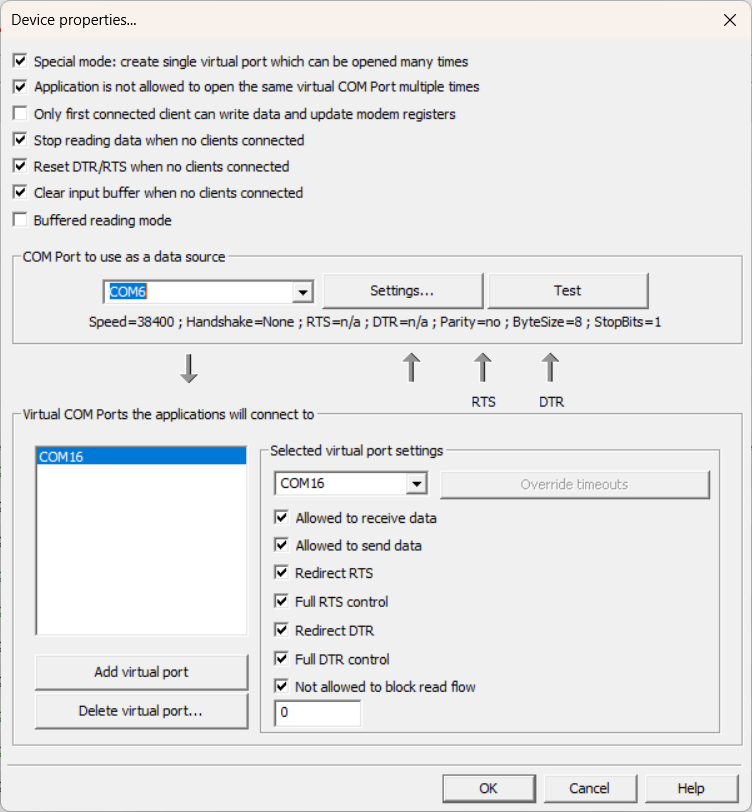 Device properties...
Special mode: create single virtual port which can be opened many times
Application is not allowed to open the same virtual COM Port multiple times
Only first connected client can write data and update modem registers
Stop reading data when no clients connected
Reset DTR/RTS when no clients connected
Clear input buffer when no clients connected
Buffered reading mode
COM Port to use as a data source
COM6 Settings... Test
Speed=38400 ; Handshake=None ; RTS=n/a ; DTR=n/a ; Parity=no ; ByteSize=8 ; StopBits=1
RTS DTR
Virtual COM Ports the applications will connect to
COM16
Add virtual port
Delete virtual port...
Selected virtual port settings
COM16 Override timeouts
Allowed to receive data
Allowed to send data
Redirect RTS
Full RTS control
Redirect DTR
Full DTR control
Not allowed to block read flow
0
OK Cancel Help